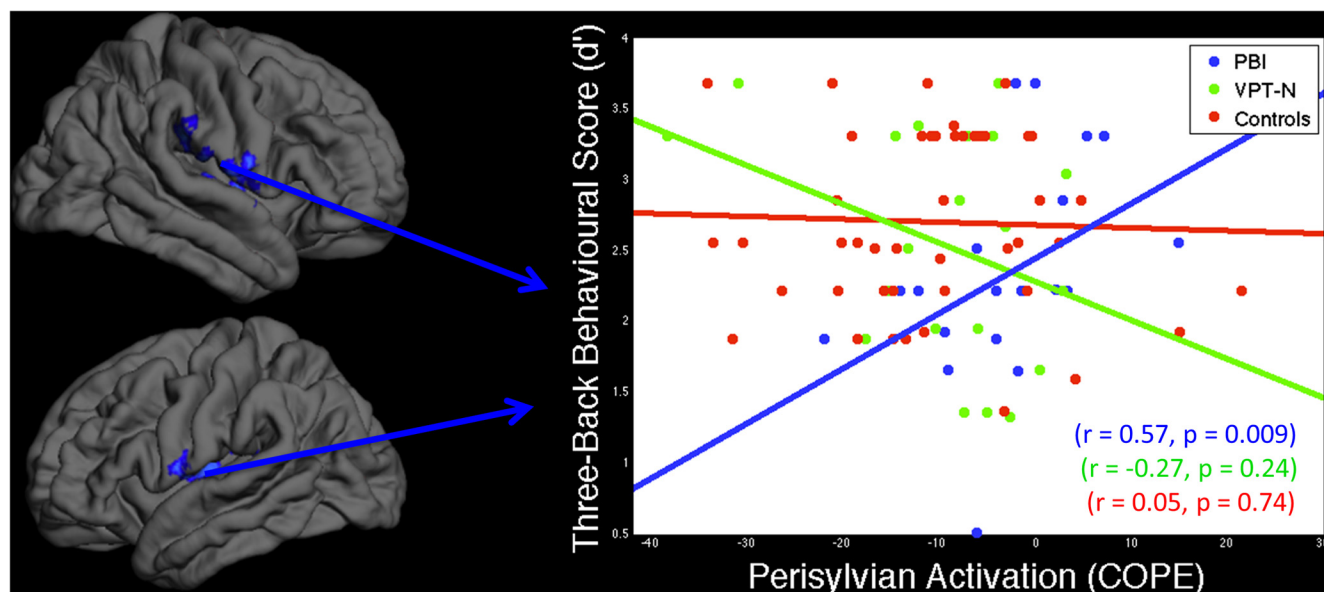 Three-Back Behavioural Score (d')
4
3.5
3
2.5
2
1.5
1
0.5
PBI
VPT-N
Controls
(r = 0.57, p = 0.009)
(r = -0.27, p = 0.24)
(r = 0.05, p = 0.74)
-40 -30 -20 -10 0 10 20 30
Perisylvian Activation (COPE)